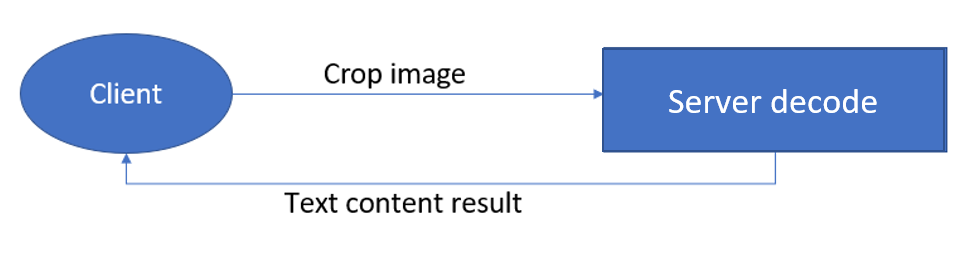 Client
Crop image
Server decode
Text content result